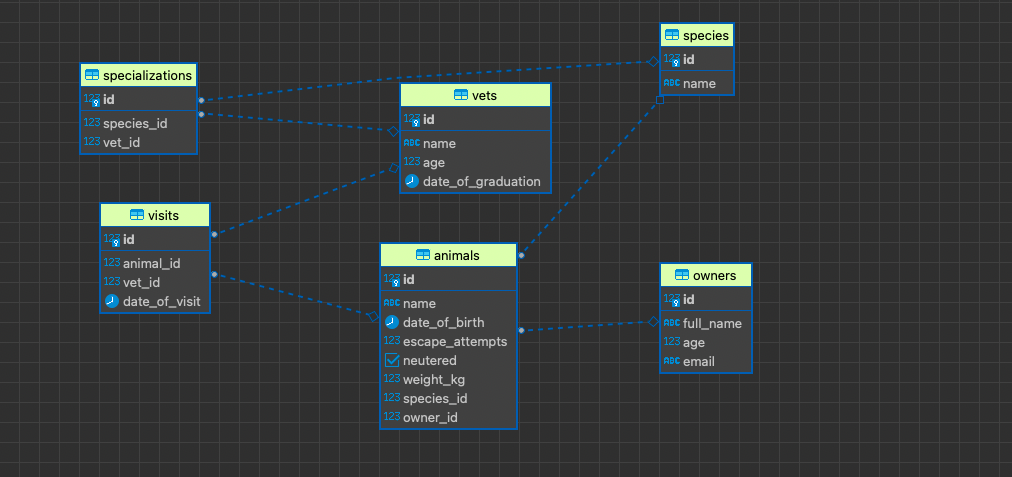 species
123 id
ABC name
specializations
123 id
123 species_id
123 vet_id
vets
123 id
ABC name
123 age
date_of_graduation
visits
123 id
123 animal_id
123 vet_id
date_of_visit
animals
123 id
ABC name
date_of_birth
123 escape_attempts
neutered
123 weight_kg
123 species_id
123 owner_id
owners
123 id
ABC full_name
123 age
ABC email